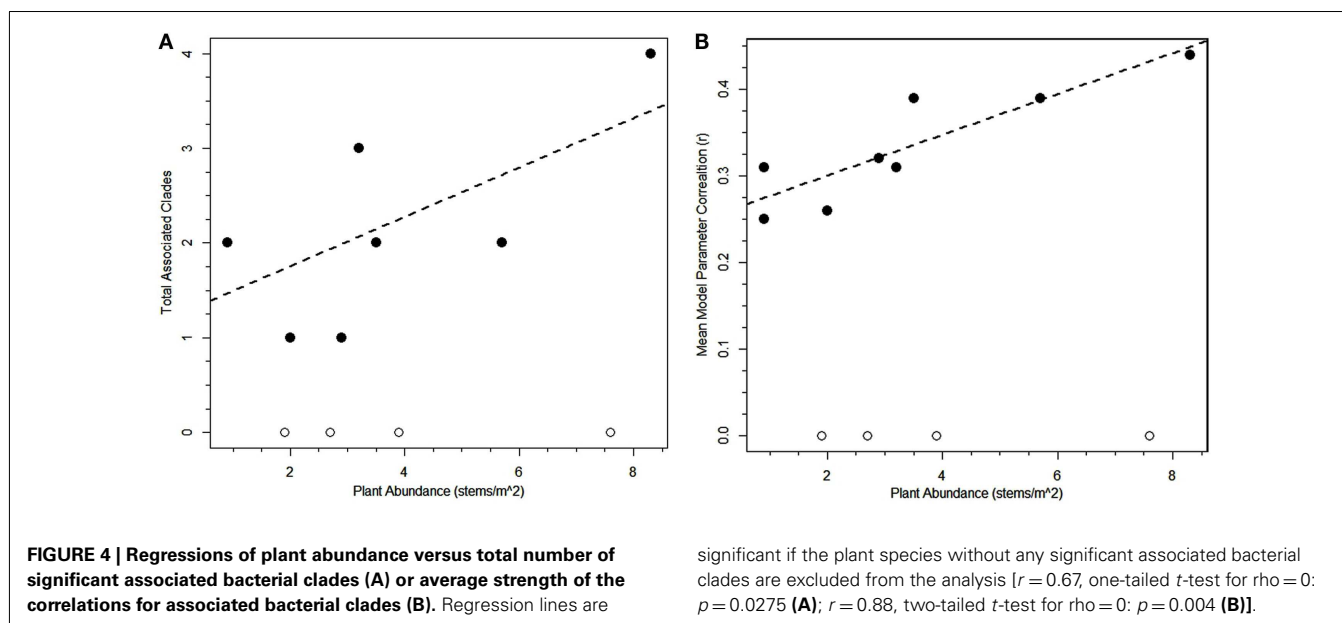 A
4
3
2
1
0
Total Associated Clades
2
4
6
8
Plant Abundance (stems/m^2)
B
0.4
0.3
0.2
0.1
0.0
Mean Model Parameter Correaltion (r)
2
4
6
8
Plant Abundance (stems/m^2)
FIGURE 4 | Regressions of plant abundance versus total number of
significant associated bacterial clades (A) or average strength of the
correlations for associated bacterial clades (B). Regression lines are
significant if the plant species without any significant associated bacterial
clades are excluded from the analysis [r = 0.67, one-tailed t-test for rho = 0:
p = 0.0275 (A); r = 0.88, two-tailed t-test for rho = 0: p = 0.004 (B)].